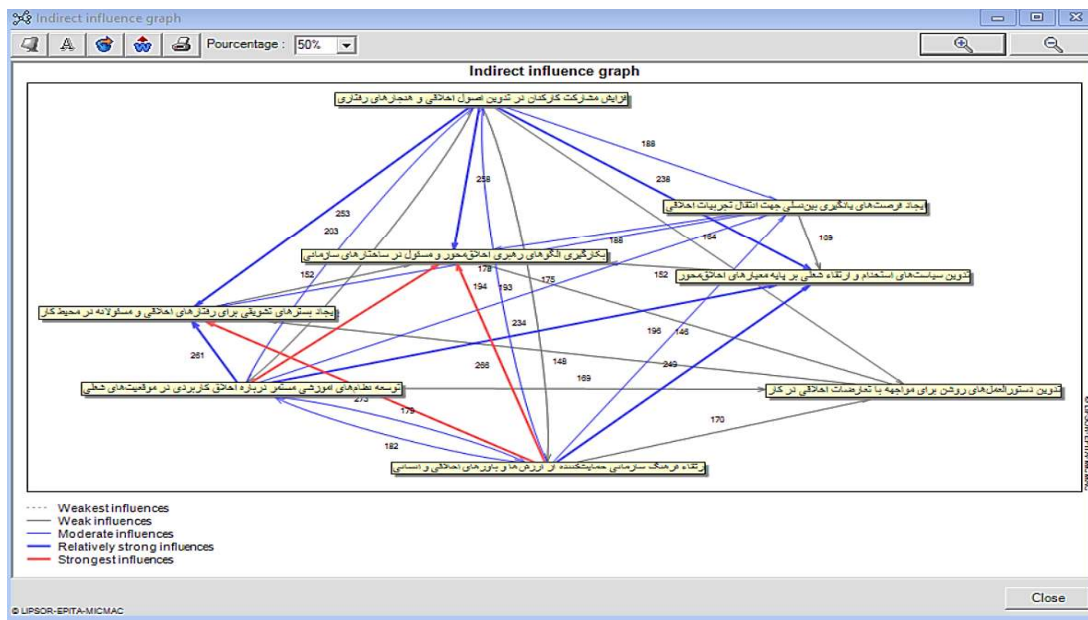 Indirect influence graph
Pourcentage : 50%
Indirect influence graph
افزایش مشارکت کارکنان در تدوین اصول اخلاقی و هنجارهای رفتاری
188
258
238
ایجاد فرصت‌های یادگیری بین‌نسلی جهت انتقال تجربیات اخلاقی
253
203
188
164
109
بکارگیری الگوهای رهبری اخلاق‌محور و مسئول در ساختارهای سازمانی
152
178
175
152
تدوین سیاست‌های استخدام و ارتقاء شغلی بر پایه معیارهای اخلاق‌محور
194
193
ایجاد بسترهای تشویقی برای رفتارهای اخلاقی و مسئولانه در محیط کار
234
196
146
261
266
148
249
169
توسعه نظام‌های آموزشی مستمر درباره اخلاق کاربردی در موقعیت‌های شغلی
تدوین دستورالعمل‌های روشن برای مواجهه با تعارضات اخلاقی در کار
273
179
170
182
ارتقاء فرهنگ سازمانی حمایت‌کننده از ارزش‌ها و باورهای اخلاقی و انسانی
Weakest influences
Weak influences
Moderate influences
Relatively strong influences
Strongest influences
Close
© LIPSOR-EPITA-MICMAC